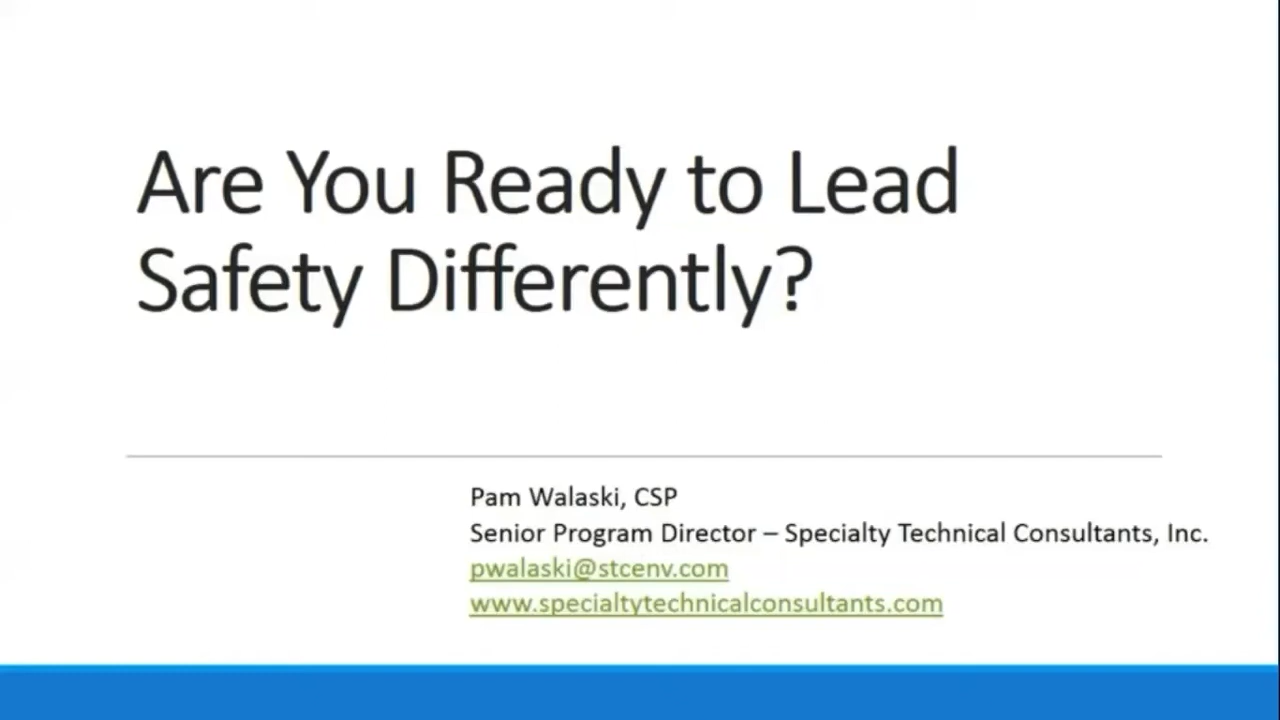 Are You Ready to Lead
Safety Differently?
Pam Walaski, CSP
Senior Program Director – Specialty Technical Consultants, Inc.
pwalaski@stcenv.com
www.specialtytechnicalconsultants.com